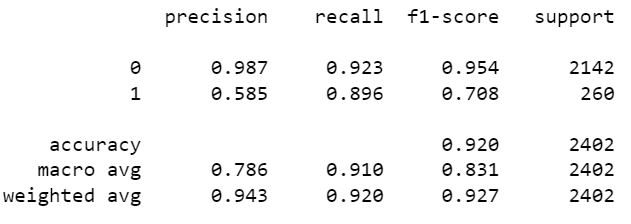 precision recall f1-score support
0 0.987 0.923 0.954 2142
1 0.585 0.896 0.708 260
accuracy 0.920 2402
macro avg 0.786 0.910 0.831 2402
weighted avg 0.943 0.920 0.927 2402